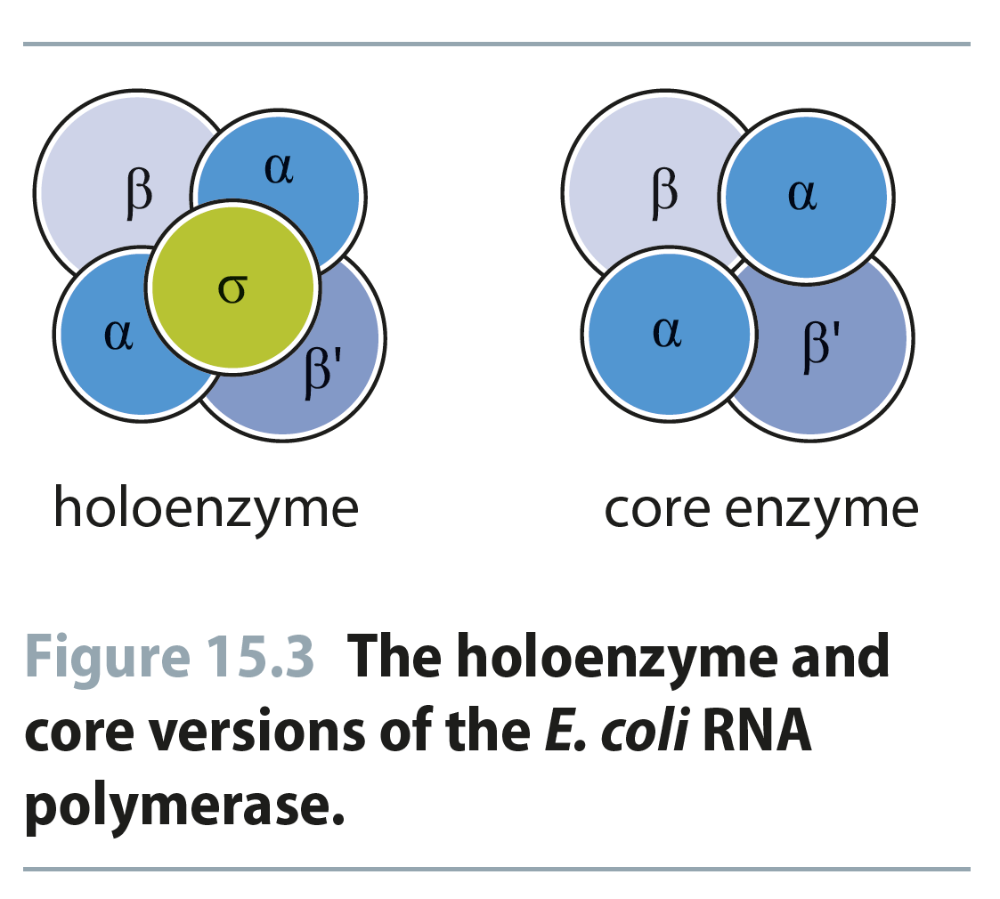 β α
σ
α β'
holoenzyme
β α
α β'
core enzyme
Figure 15.3 The holoenzyme and
core versions of the E. coli RNA
polymerase.